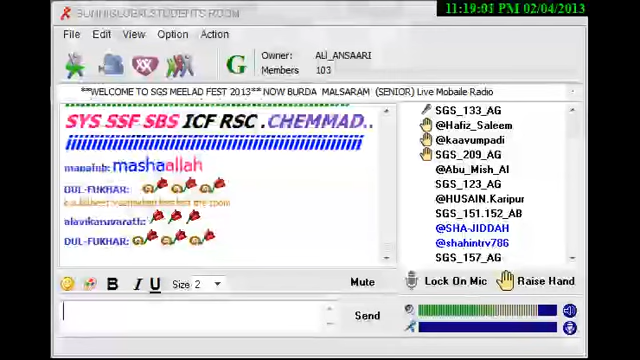 11:19:01 PM 02/04/2013
SUNNIGLOBALSTUDENTS ROOM
File Edit View Option Action
G Owner: ALI_ANSAARI
Members 103
**WELCOME TO SGS MEELAD FEST 2013** NOW BURDA MALSARAM (SENIOR) Live Mobaile Radio
SYS SSF SBS ICF RSC .CHEMMAD..
mashaallah
DUL-FUKHAR:
DUL-FUKHAR:
SGS_133_AG
@Hafiz_Saleem
@kaavumpadi
SGS_209_AG
@Abu_Mish_Al
SGS_123_AG
@HUSAIN.Karipur
SGS_151.152_AB
@SHA-JIDDAH
@shahintrv786
SGS_157_AG
B I U Size 2 Mute
Lock On Mic Raise Hand
Send